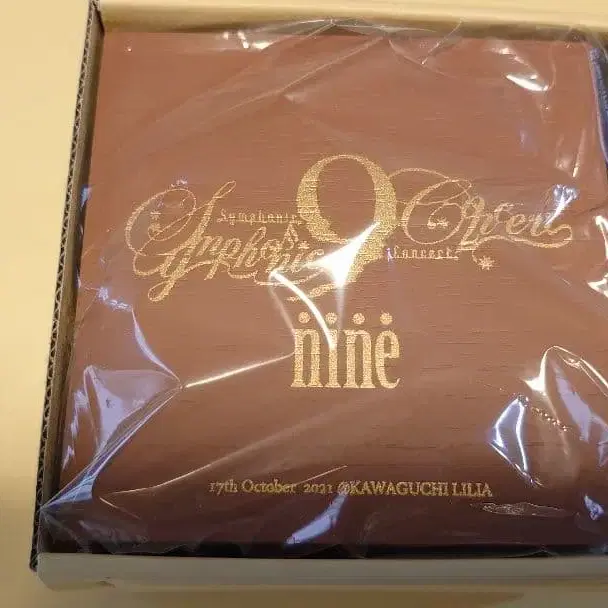 Symphonic 9 Concert
nine
17th October 2021 @KAWAGUCHI LILIA